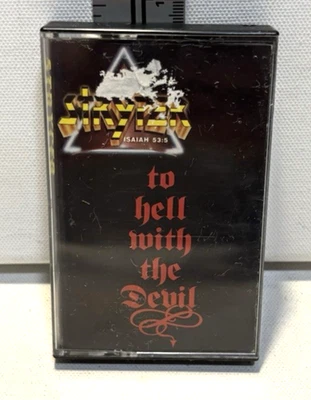 Stryper
ISAIAH 53:5
to
hell
with
the
Devil